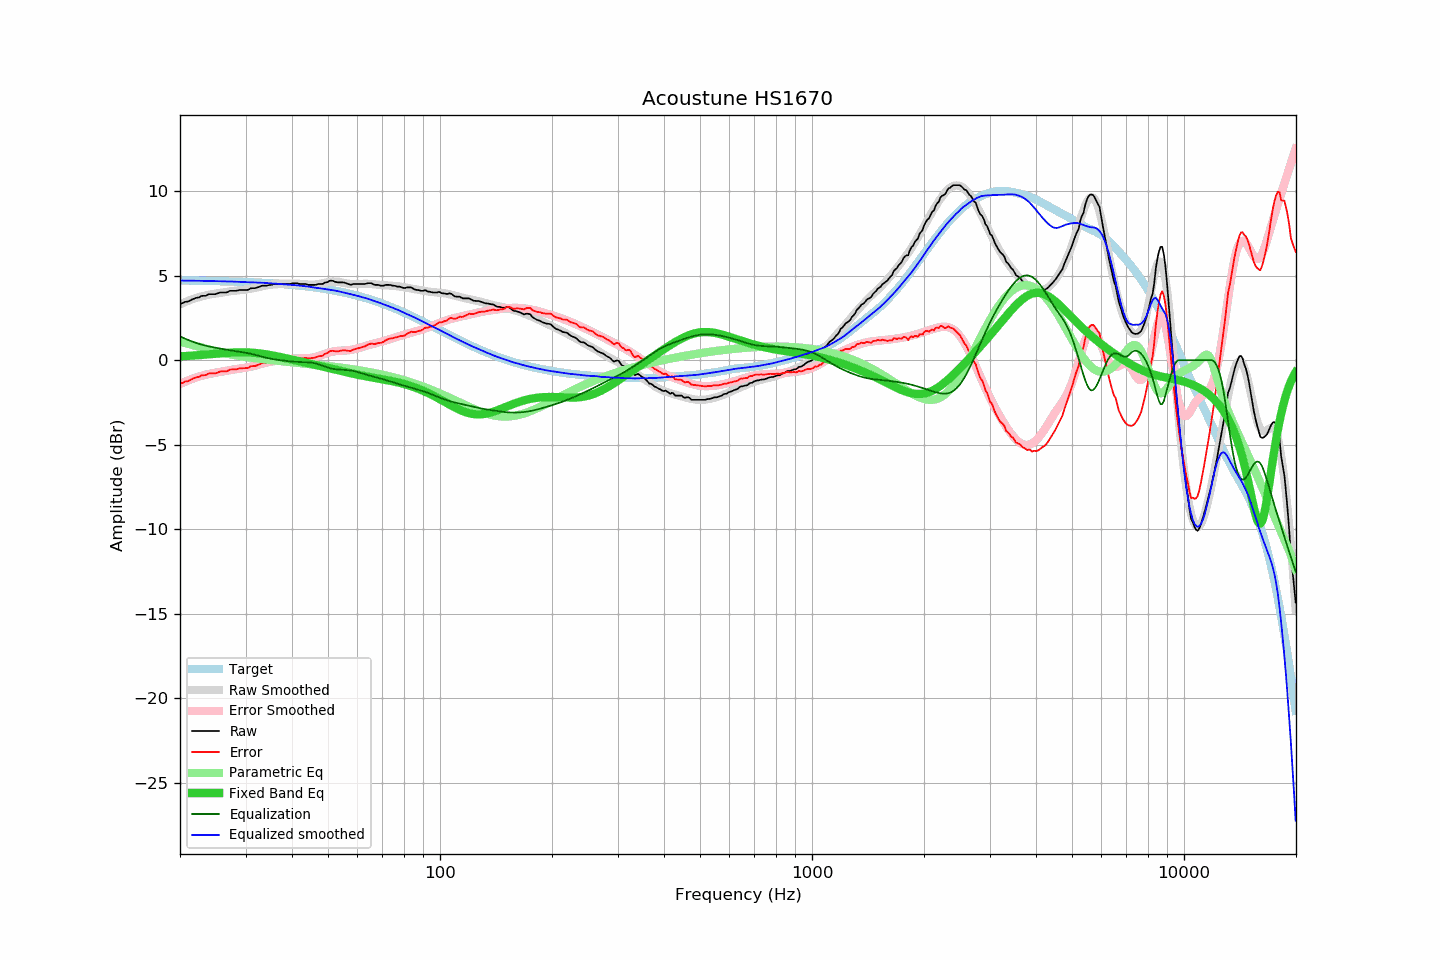 Acoustune HS1670
Amplitude (dBr)
10
5
0
−5
−10
−15
−20
−25
Target
Raw Smoothed
Error Smoothed
Raw
Error
Parametric Eq
Fixed Band Eq
Equalization
Equalized smoothed
100
1000
10000
Frequency (Hz)